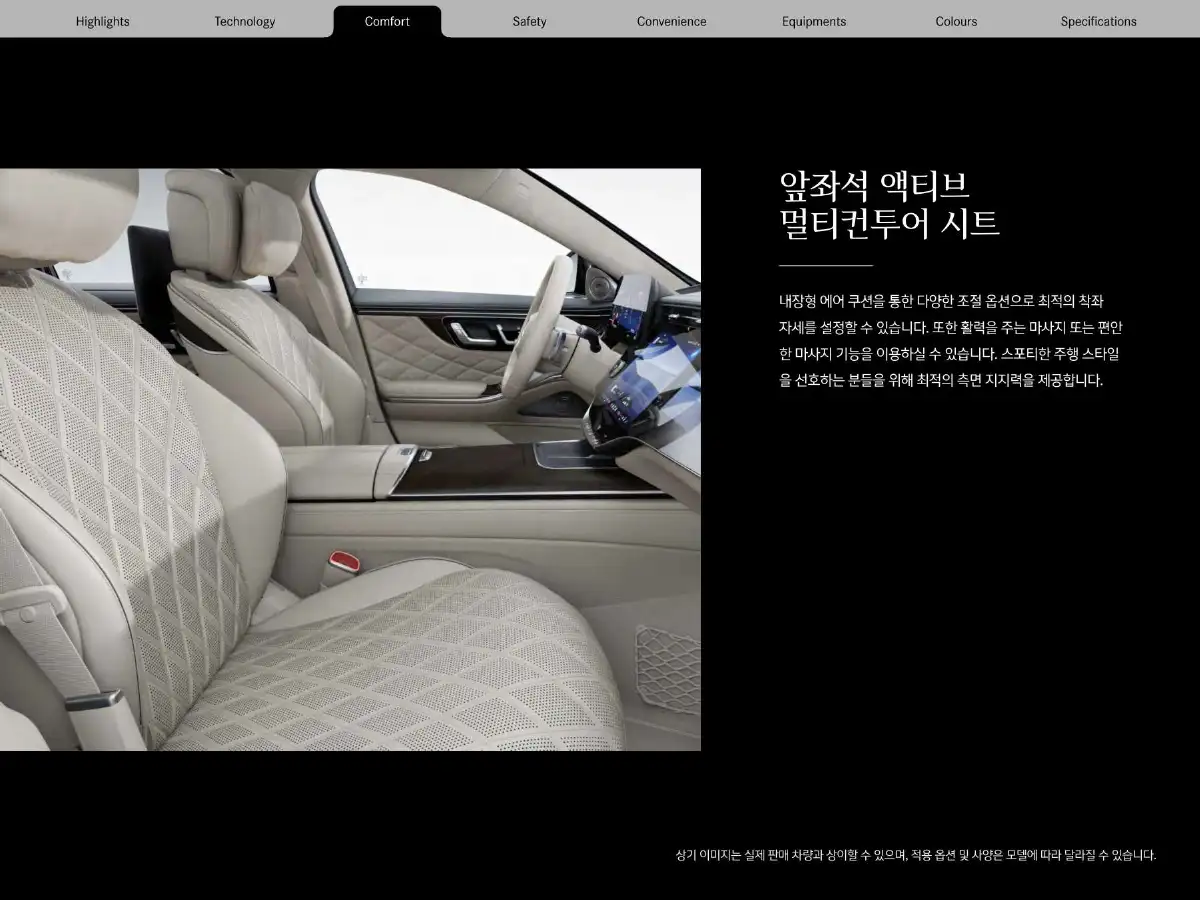 Highlights
Technology
Comfort
Safety
Convenience
Equipments
Colours
Specifications
앞좌석 액티브
멀티컨투어 시트
내장형 에어 쿠션을 통한 다양한 조절 옵션으로 최적의 착좌
자세를 설정할 수 있습니다. 또한 활력을 주는 마사지 또는 편안
한 마사지 기능을 이용하실 수 있습니다. 스포티한 주행 스타일
을 선호하는 분들을 위해 최적의 측면 지지력을 제공합니다.
상기 이미지는 실제 판매 차량과 상이할 수 있으며, 적용 옵션 및 사양은 모델에 따라 달라질 수 있습니다.